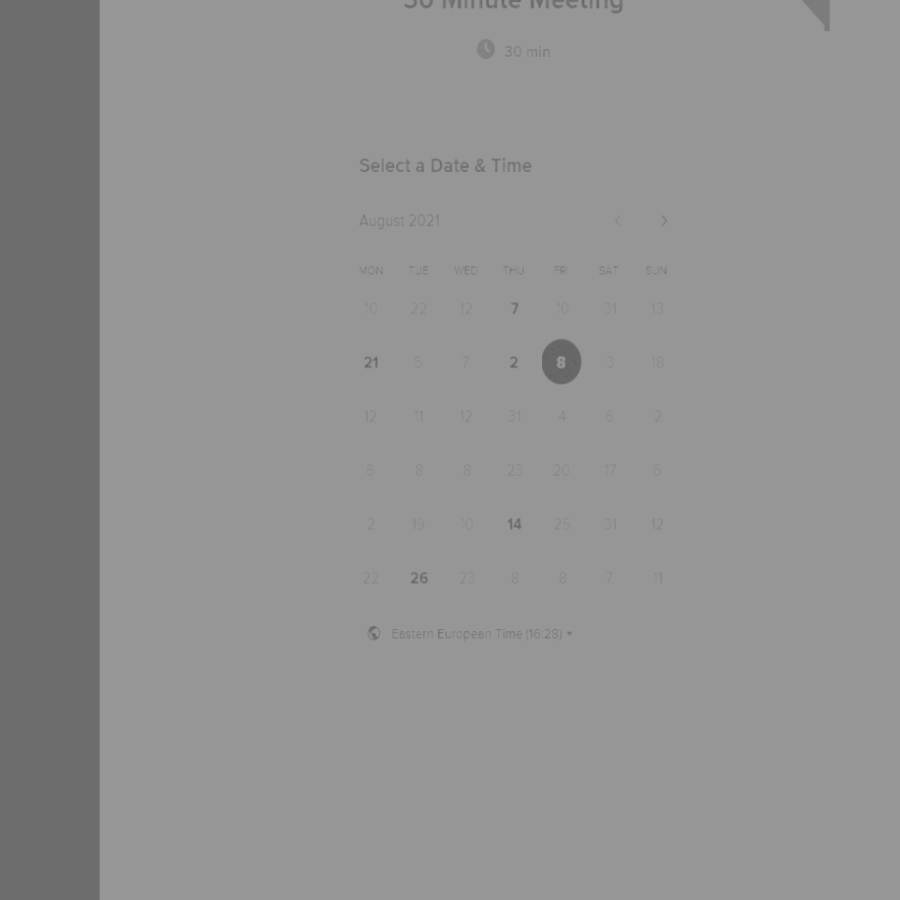 30 Minute Meeting
30 min
Select a Date & Time
August 2021
MON TUE WED THU FRI SAT SUN
10 22 12 7 10 31 13
21 5 7 2 8 3 18
12 11 12 31 4 6 2
6 8 8 23 20 17 6
2 19 10 14 25 31 12
22 26 23 8 8 7 11
Eastern European Time (16:28)